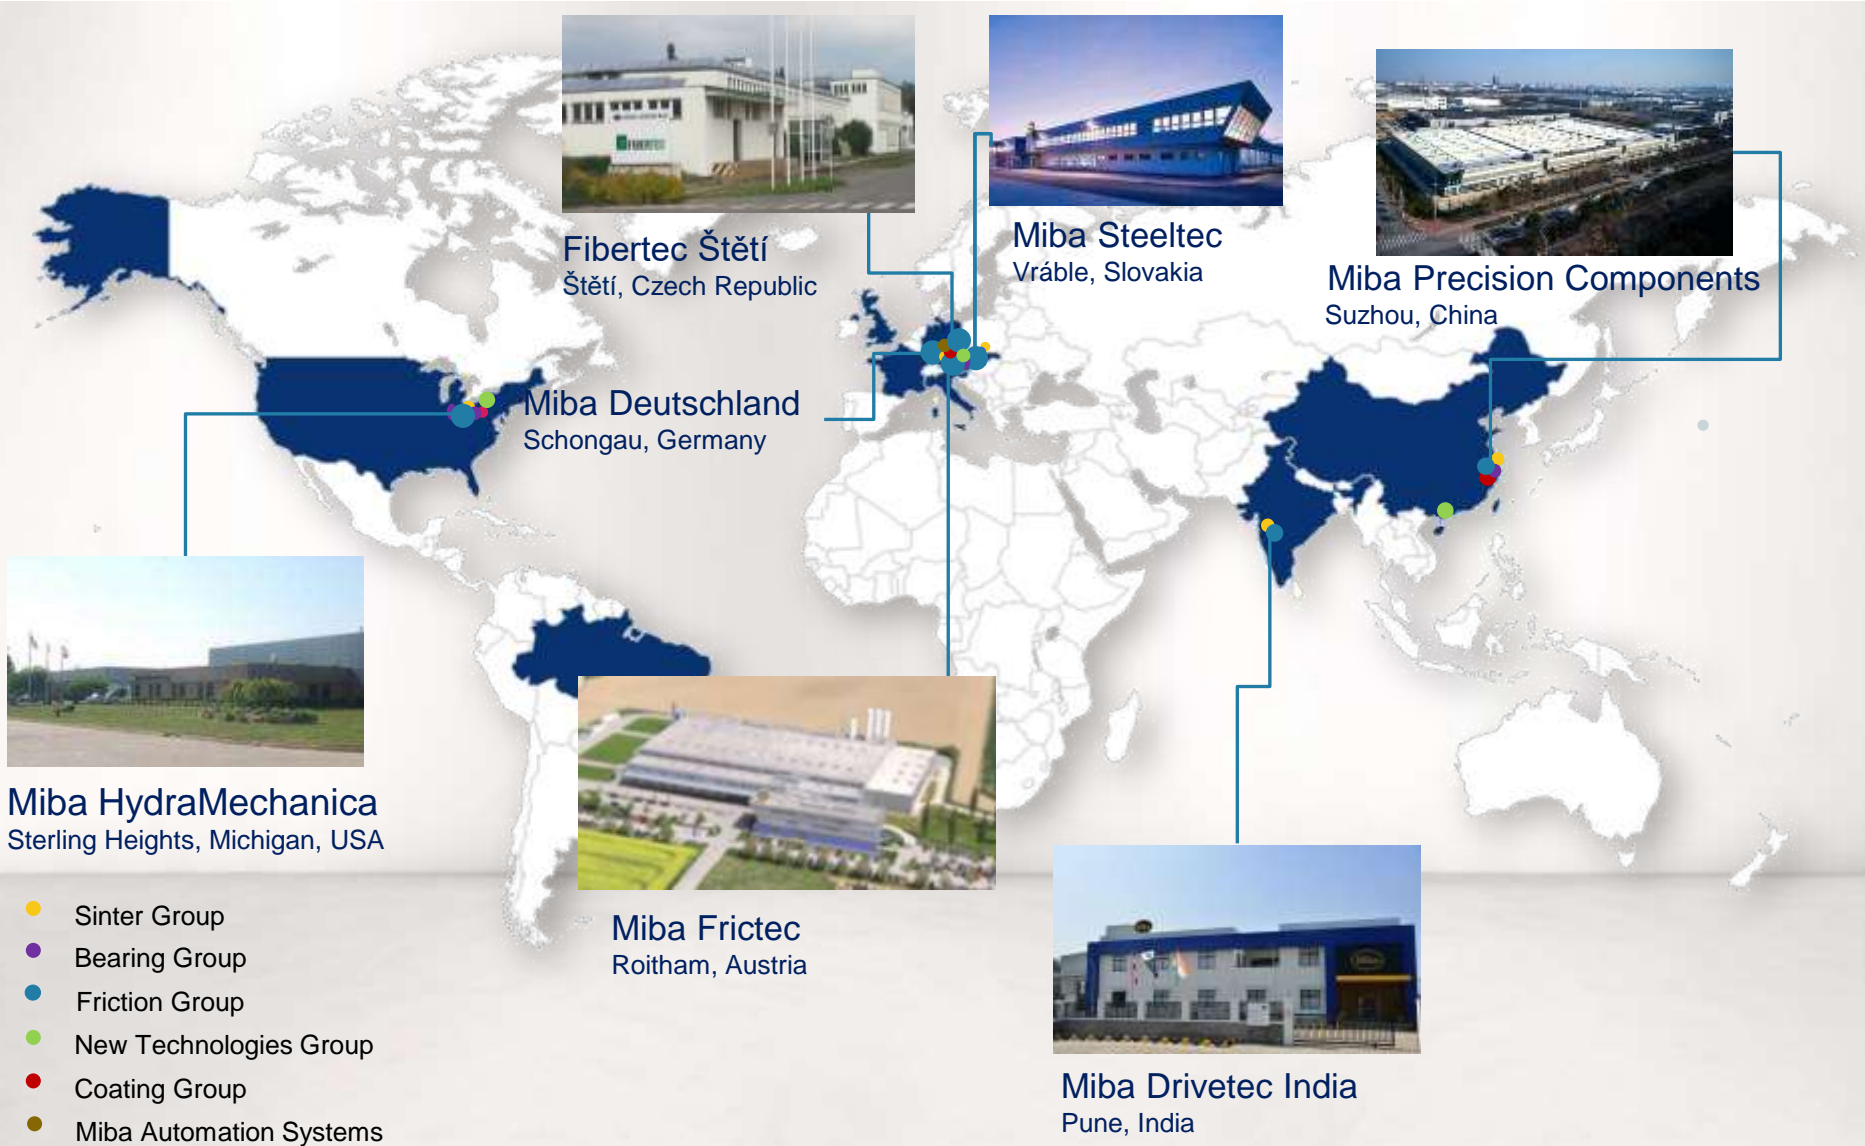 FIBERTEC
Fibertec Štětí
Štětí, Czech Republic
Miba Steeltec
Vráble, Slovakia
Miba Precision Components
Suzhou, China
Miba Deutschland
Schongau, Germany
Miba HydraMechanica
Sterling Heights, Michigan, USA
Miba Frictec
Roitham, Austria
Miba Drivetec India
Pune, India
Sinter Group
Bearing Group
Friction Group
New Technologies Group
Coating Group
Miba Automation Systems